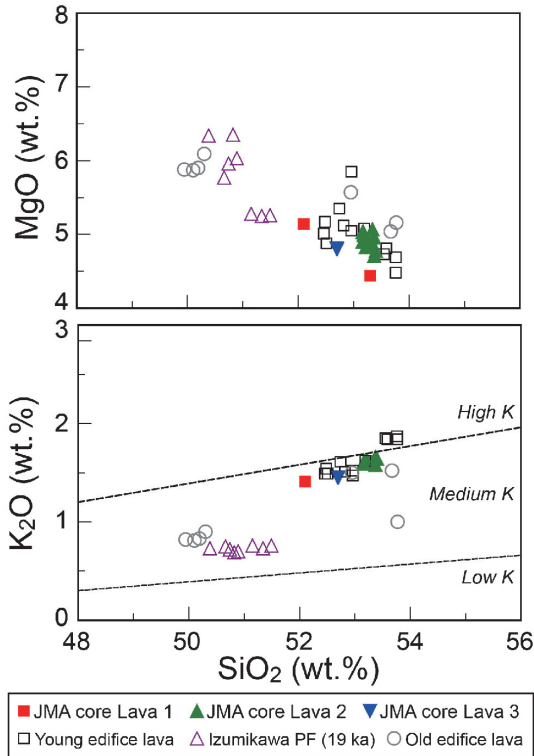 8
7
6
5
4
MgO (wt.%)
3
2
1
0
K₂O (wt.%)
High K
Medium K
Low K
48 50 52 54 56
SiO₂ (wt.%)
JMA core Lava 1 JMA core Lava 2 JMA core Lava 3
Young edifice lava Izumikawa PF (19 ka) Old edifice lava